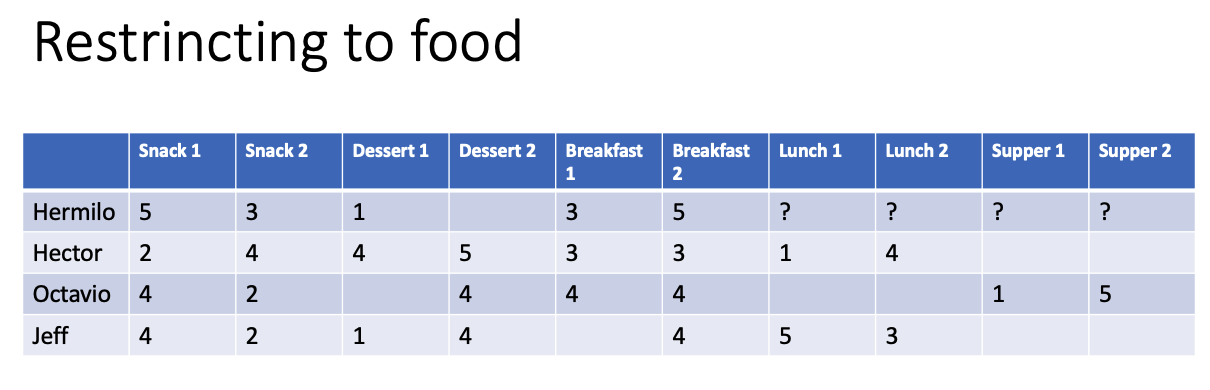 Restrincting to food
Snack 1 Snack 2 Dessert 1 Dessert 2 Breakfast 1 Breakfast 2 Lunch 1 Lunch 2 Supper 1 Supper 2
Hermilo 5 3 1 3 5 ? ? ? ?
Hector 2 4 4 5 3 3 1 4
Octavio 4 2 4 4 4 1 5
Jeff 4 2 1 4 4 5 3